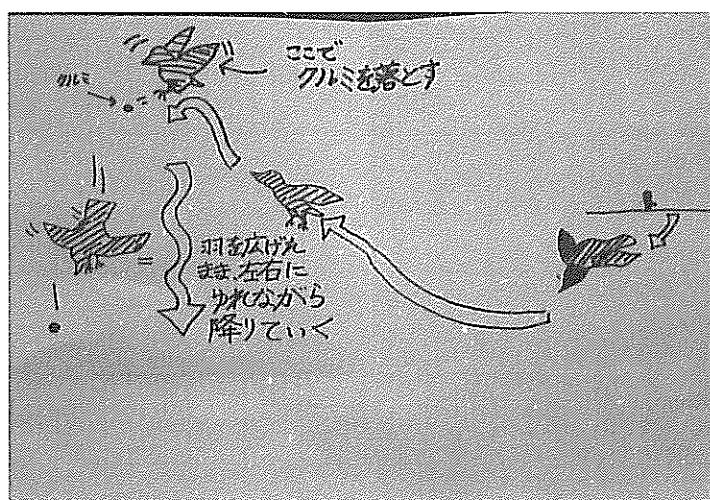 ここで
クルミを落とす
クルミ
羽を広げた
まま、左右に
ゆれながら
降りていく